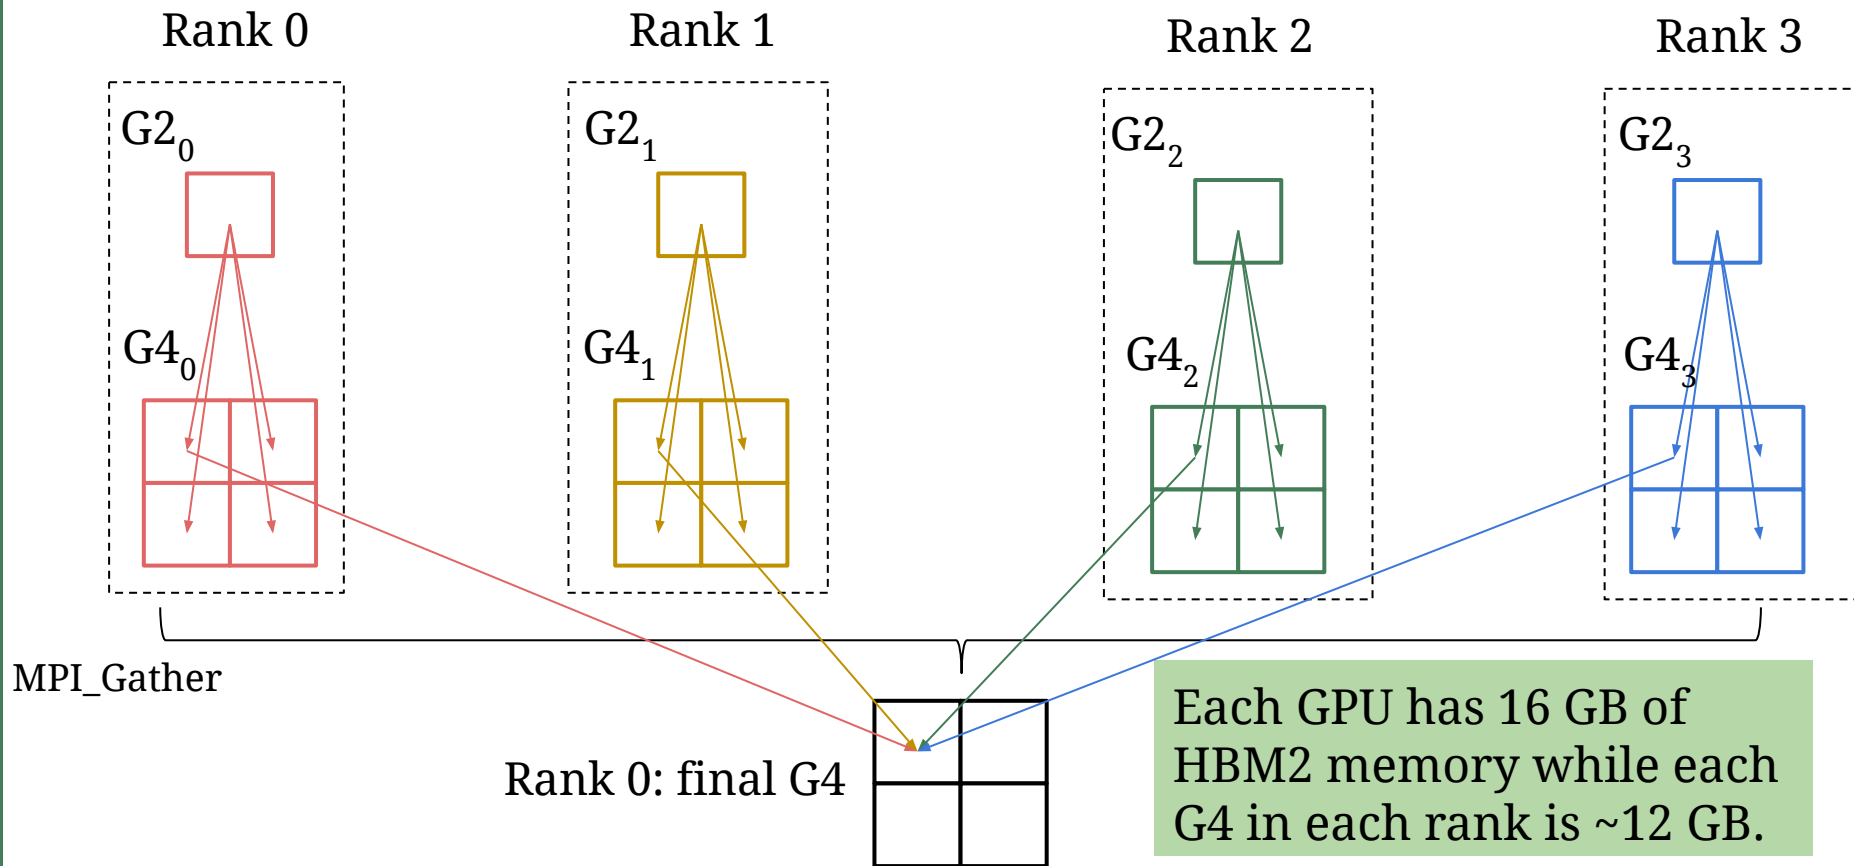 Rank 0
Rank 1
Rank 2
Rank 3
G2₀
G2₁
G2₂
G2₃
G4₀
G4₁
G4₂
G4₃
MPI_Gather
Rank 0: final G4
Each GPU has 16 GB of
HBM2 memory while each
G4 in each rank is ~12 GB.